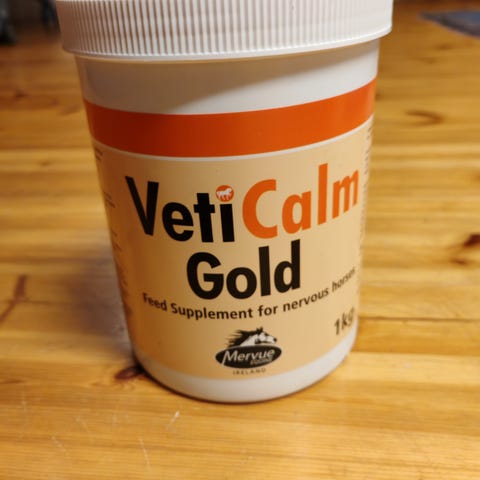 VetiCalm
Gold
Feed Supplement for nervous horses
1kg
Mervue
IRELAND